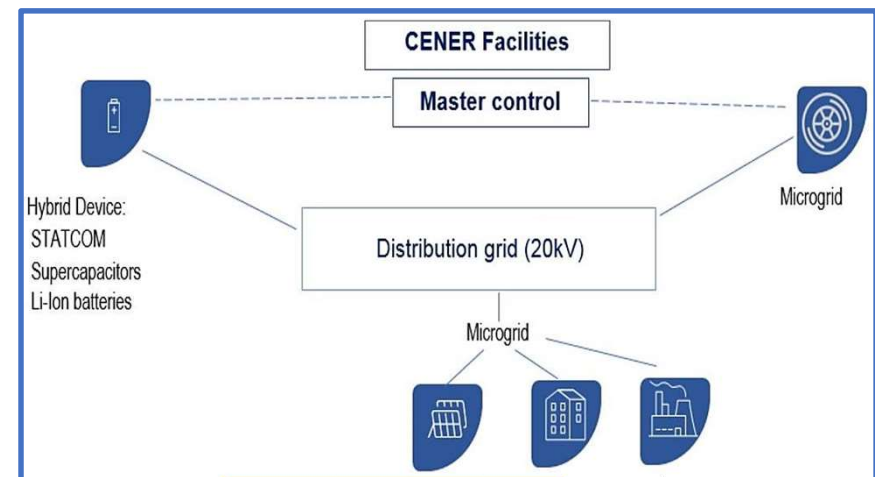 CENER Facilities
Master control
Hybrid Device:
STATCOM
Supercapacitors
Li-Ion batteries
Microgrid
Distribution grid (20kV)
Microgrid